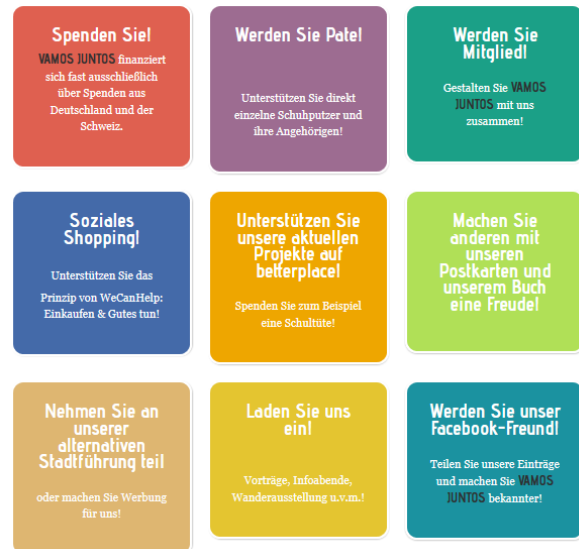 Spenden Sie!
VAMOS JUNTOS finanziert
sich fast ausschließlich
über Spenden aus
Deutschland und der
Schweiz.
Werden Sie Pate!
Unterstützen Sie direkt
einzelne Schuhputzer und
ihre Angehörigen!
Werden Sie
Mitglied!
Gestalten Sie VAMOS
JUNTOS mit uns
zusammen!
Soziales
Shopping!
Unterstützen Sie das
Prinzip von WeCanHelp:
Einkaufen & Gutes tun!
Unterstützen Sie
unsere aktuellen
Projekte auf
betterplace!
Spenden Sie zum Beispiel
eine Schultüte!
Machen Sie
anderen mit
unseren
Postkarten und
unserem Buch
eine Freude!
Nehmen Sie an
unserer
alternativen
Stadtführung teil
oder machen Sie Werbung
für uns!
Laden Sie uns
ein!
Vorträge, Infoabende,
Wanderausstellung u.v.m.!
Werden Sie unser
Facebook-Freund!
Teilen Sie unsere Einträge
und machen Sie VAMOS
JUNTOS bekannter!